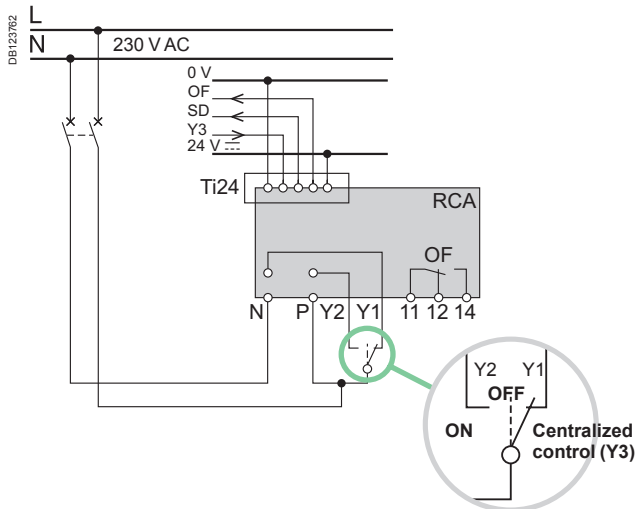 DB123762
L
N
230 V AC
0 V
OF
SD
Y3
24 V
Ti24
RCA
OF
N P Y2 Y1 11 12 14
Y2 Y1
OFF
ON
Centralized
control (Y3)